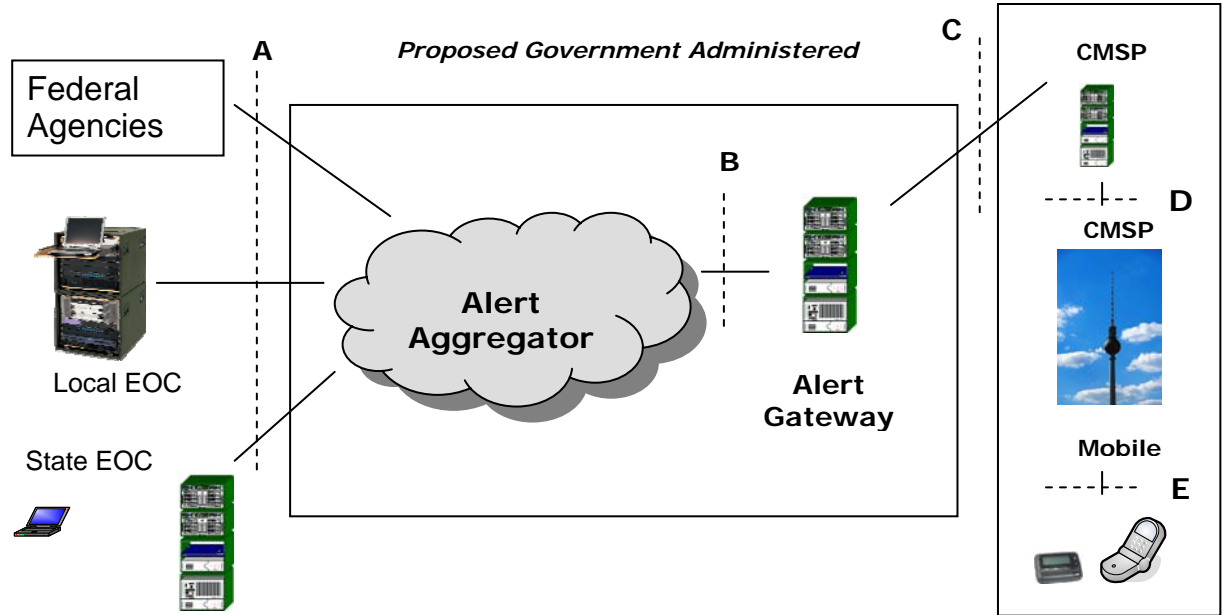 A
Proposed Government Administered
C
CMSP
Federal
Agencies
B
D
CMSP
Alert
Aggregator
Local EOC
Alert
Gateway
State EOC
Mobile
E